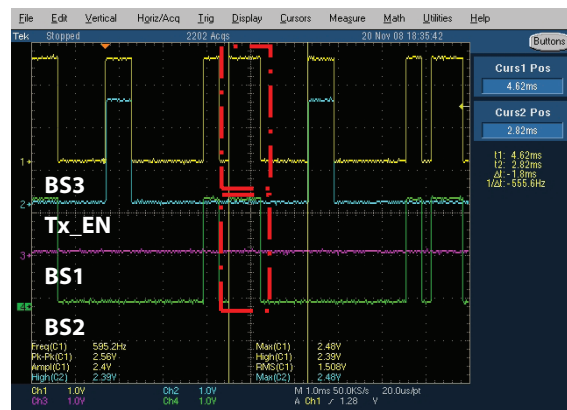 File Edit Vertical Horiz/Acq Trig Display Cursors Measure Math Utilities Help
Tek Stopped 2202 Acqs 20 Nov 08 18:35:42
Buttons
Curs1 Pos
4.62ms
Curs2 Pos
2.82ms
t1: 4.62ms
t2: 2.82ms
Δt: -1.8ms
1/Δt: -555.6Hz
1
BS3
2
Tx_EN
3
BS1
4
BS2
Freq(C1) 595.2Hz Max(C1) 2.48V
Pk-Pk(C1) 2.56V High(C1) 2.39V
Ampl(C1) 2.4V RMS(C1) 1.508V
High(C2) 2.39V Max(C2) 2.48V
Ch1 1.0V Ch2 1.0V M 1.0ms 50.0KS/s 20.0us/pt
Ch3 1.0V Ch4 1.0V A Ch1 ∕ 1.28 V